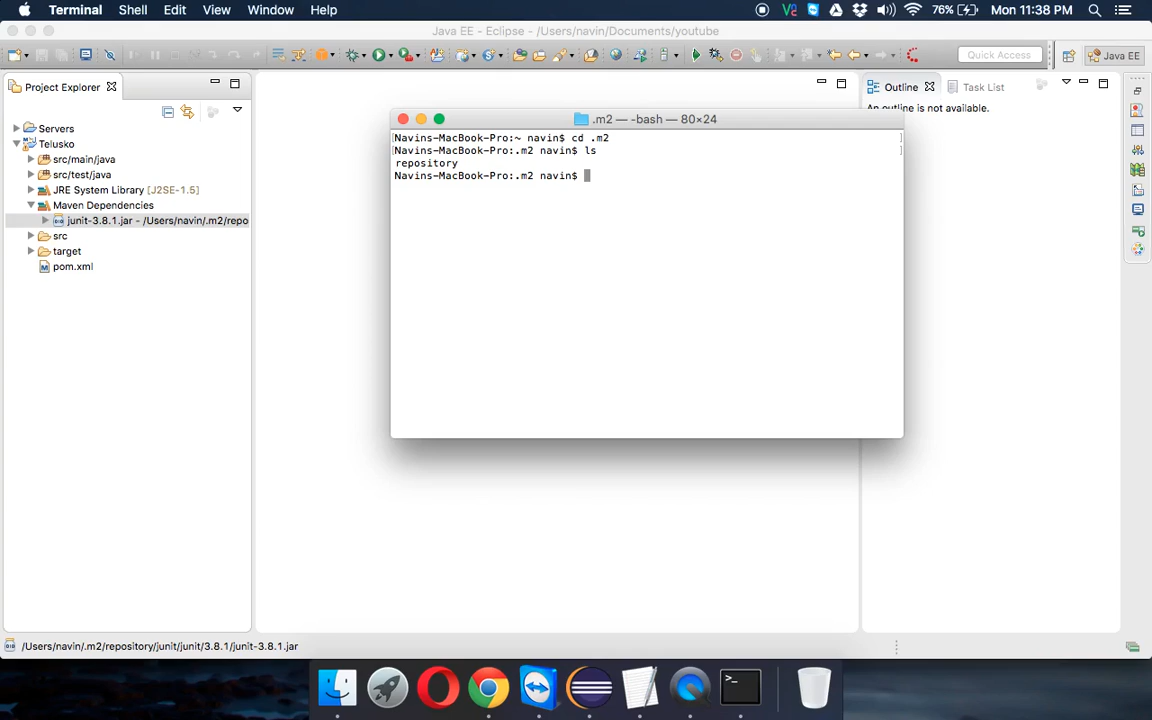 Terminal Shell Edit View Window Help 76% Mon 11:38 PM
Java EE - Eclipse - /Users/navin/Documents/youtube
Quick Access Java EE
Project Explorer
Outline Task List
An outline is not available.
Servers
Telusko
src/main/java
src/test/java
JRE System Library [J2SE-1.5]
Maven Dependencies
junit-3.8.1.jar - /Users/navin/.m2/repo
src
target
pom.xml
.m2 — -bash — 80×24
Navins-MacBook-Pro:~ navin$ cd .m2
Navins-MacBook-Pro:.m2 navin$ ls
repository
Navins-MacBook-Pro:.m2 navin$
/Users/navin/.m2/repository/junit/junit/3.8.1/junit-3.8.1.jar